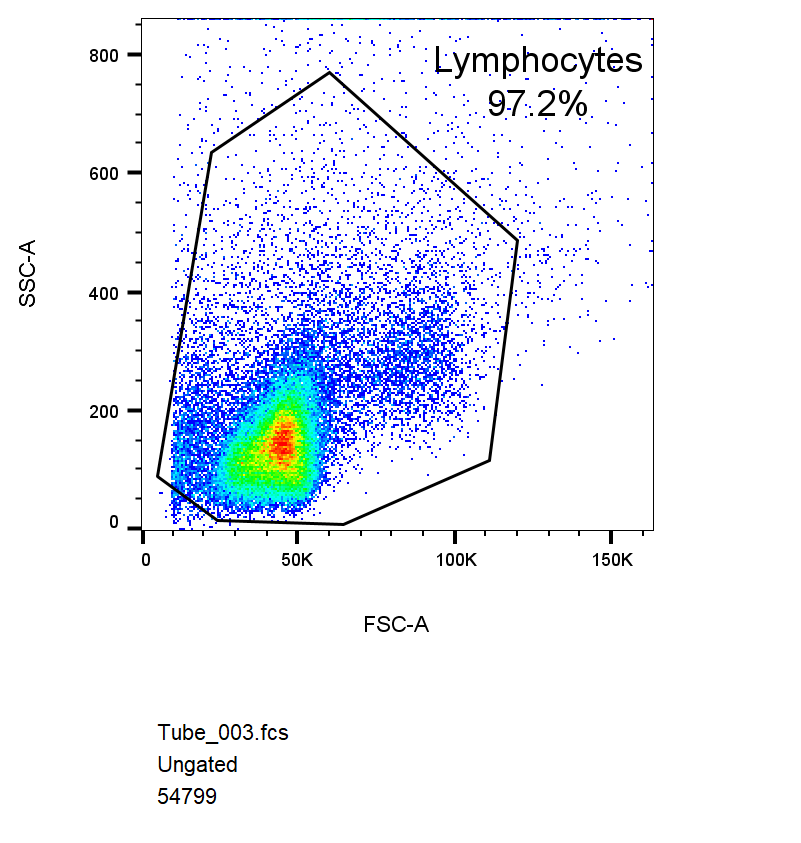 Lymphocytes
97.2%
800
600
400
200
0
SSC-A
0 50K 100K 150K
FSC-A
Tube_003.fcs
Ungated
54799